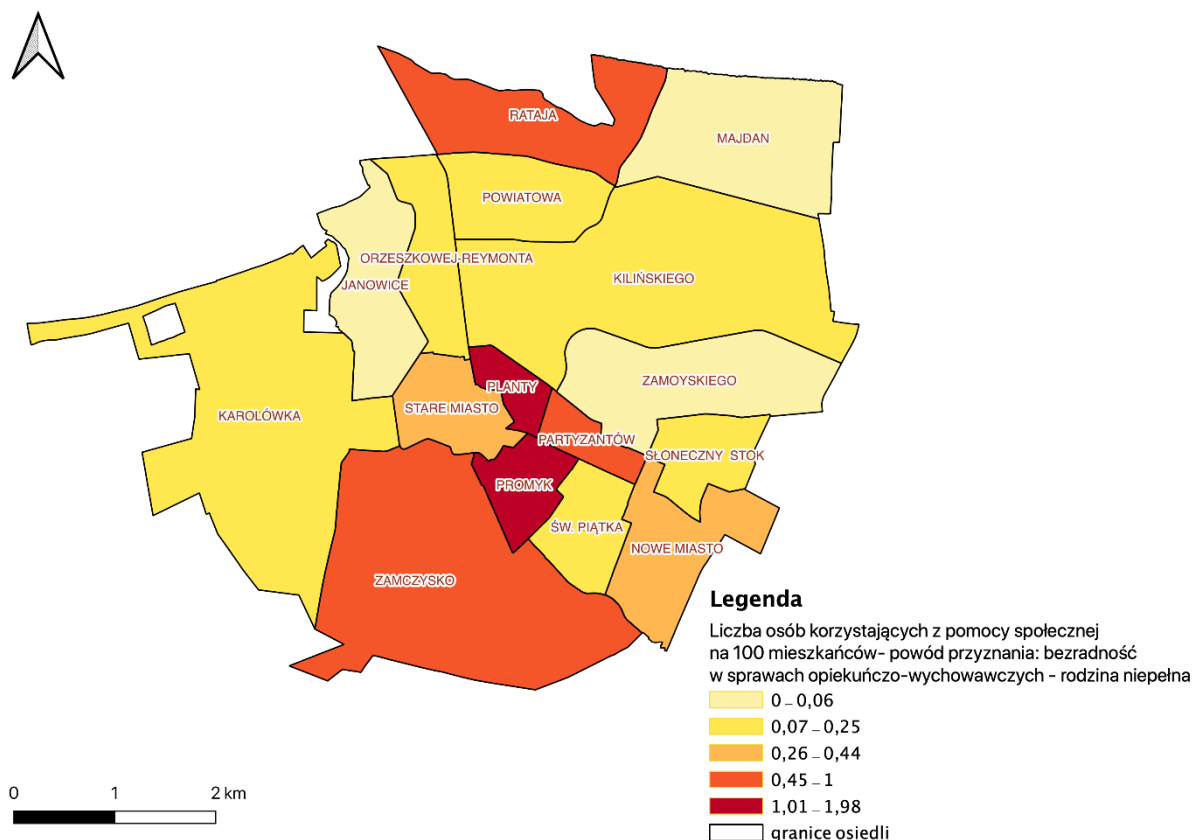 RATAJA
MAJDAN
POWIATOWA
ORZESZKOWEJ-REYMONTA
KILIŃSKIEGO
JANOWICE
ZAMOYSKIEGO
PLANTY
STARE MIASTO
KAROLÓWKA
PARTYZANTÓW
SŁONECZNY STOK
PROMYK
ŚW. PIĄTKA
NOWE MIASTO
ZAMCZYSKO
Legenda
Liczba osób korzystających z pomocy społecznej
na 100 mieszkańców- powód przyznania: bezradność
w sprawach opiekuńczo-wychowawczych - rodzina niepełna
0 – 0,06
0,07 – 0,25
0,26 – 0,44
0,45 – 1
1,01 – 1,98
granice osiedli
0 1 2 km